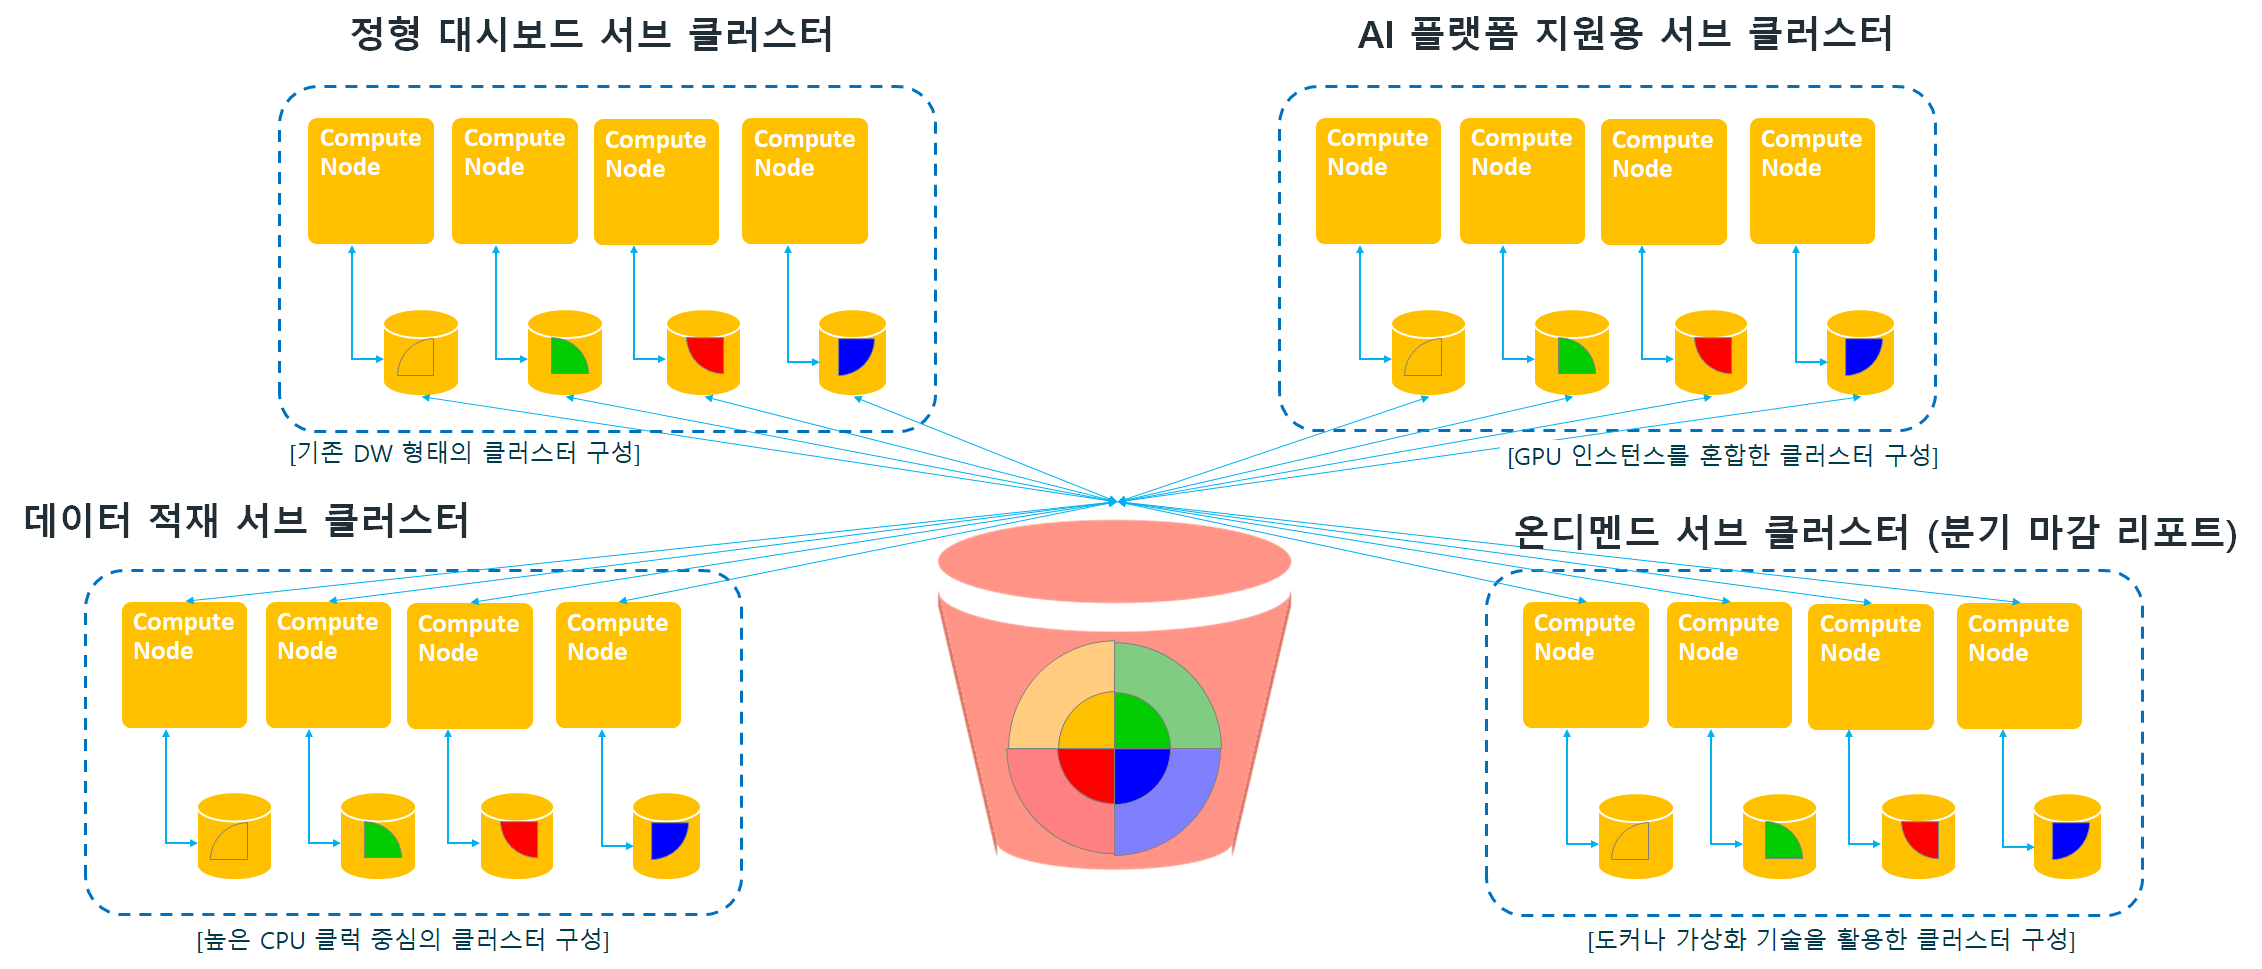 정형 대시보드 서브 클러스터
Compute
Node
Compute
Node
Compute
Node
Compute
Node
[기존 DW 형태의 클러스터 구성]
AI 플랫폼 지원용 서브 클러스터
Compute
Node
Compute
Node
Compute
Node
Compute
Node
[GPU 인스턴스를 혼합한 클러스터 구성]
데이터 적재 서브 클러스터
Compute
Node
Compute
Node
Compute
Node
Compute
Node
[높은 CPU 클럭 중심의 클러스터 구성]
온디멘드 서브 클러스터 (분기 마감 리포트)
Compute
Node
Compute
Node
Compute
Node
Compute
Node
[도커나 가상화 기술을 활용한 클러스터 구성]